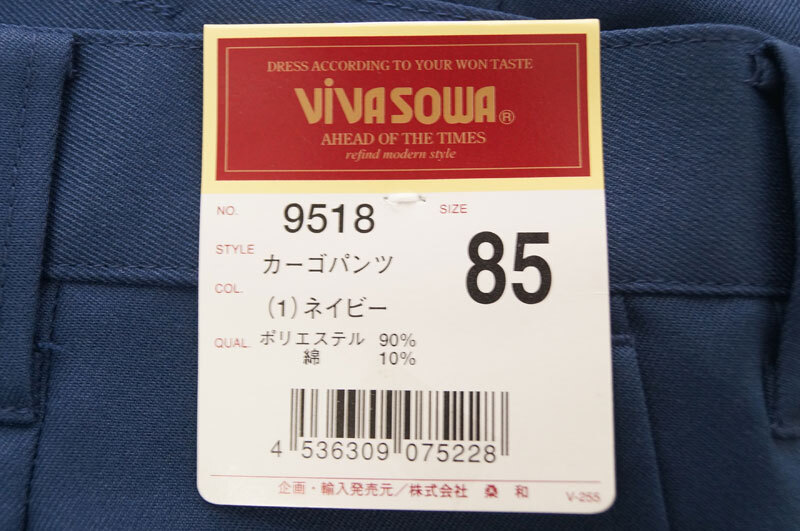 DRESS ACCORDING TO YOUR WON TASTE
ViVA SOWA®
AHEAD OF THE TIMES
refind modern style
NO. 9518
SIZE 85
STYLE カーゴパンツ
COL. (1)ネイビー
QUAL. ポリエステル 90%
綿 10%
4 536309 075228
企画・輸入発売元/株式会社 桑和
V-255